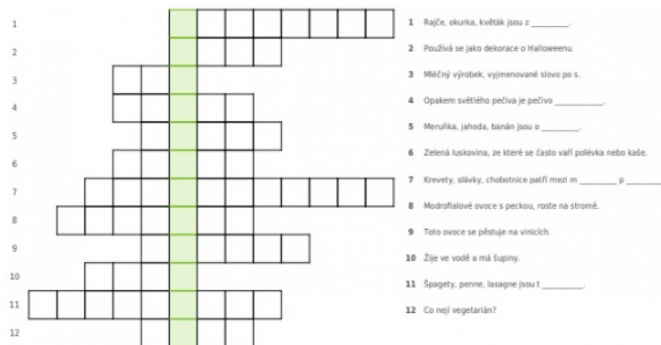 1 Rajče, okurka, květák jsou z ________.
2 Používá se jako dekorace o Halloweenu.
3 Mléčný výrobek, vyjmenované slovo po s.
4 Opakem světlého pečiva je pečivo ___________.
5 Meruňka, jahoda, banán jsou o ________.
6 Zelená luskovina, ze které se často vaří polévka nebo kaše.
7 Krevety, slávky, chobotnice patří mezi m ________ p ________
8 Modrofialové ovoce s peckou, roste na stromě.
9 Toto ovoce se pěstuje na vinicích.
10 Žije ve vodě a má šupiny.
11 Špagety, penne, lasagne jsou t _________.
12 Co nejí vegetarián?
1
2
3
4
5
6
7
8
9
10
11
12